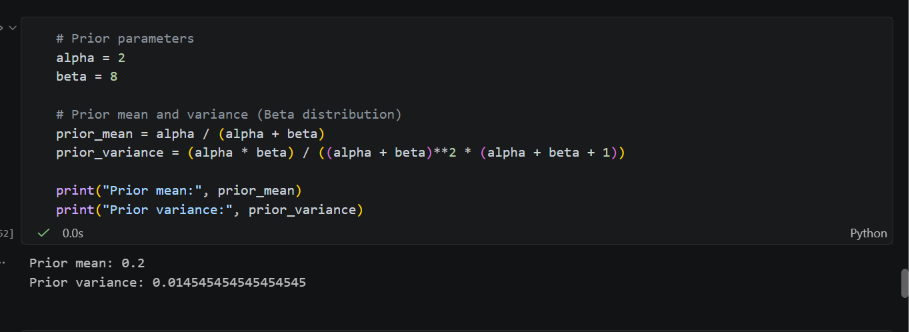 # Prior parameters
alpha = 2
beta = 8
# Prior mean and variance (Beta distribution)
prior_mean = alpha / (alpha + beta)
prior_variance = (alpha * beta) / ((alpha + beta)**2 * (alpha + beta + 1))
print("Prior mean:", prior_mean)
print("Prior variance:", prior_variance)
52]
0.0s
Python
Prior mean: 0.2
Prior variance: 0.014545454545454545